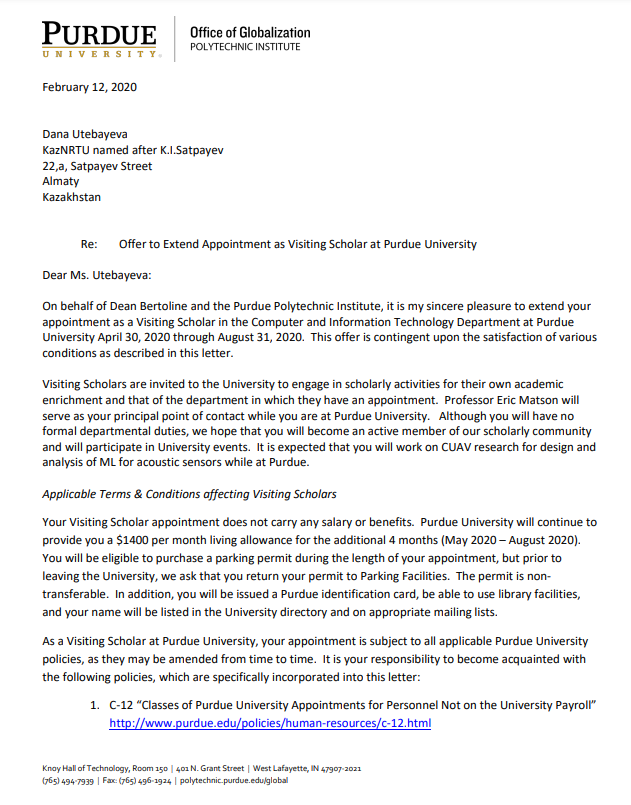 PURDUE
UNIVERSITY®
Office of Globalization
POLYTECHNIC INSTITUTE
February 12, 2020
Dana Utebayeva
KazNRTU named after K.I.Satpayev
22,a, Satpayev Street
Almaty
Kazakhstan
Re: Offer to Extend Appointment as Visiting Scholar at Purdue University
Dear Ms. Utebayeva:
On behalf of Dean Bertoline and the Purdue Polytechnic Institute, it is my sincere pleasure to extend your
appointment as a Visiting Scholar in the Computer and Information Technology Department at Purdue
University April 30, 2020 through August 31, 2020. This offer is contingent upon the satisfaction of various
conditions as described in this letter.
Visiting Scholars are invited to the University to engage in scholarly activities for their own academic
enrichment and that of the department in which they have an appointment. Professor Eric Matson will
serve as your principal point of contact while you are at Purdue University. Although you will have no
formal departmental duties, we hope that you will become an active member of our scholarly community
and will participate in University events. It is expected that you will work on CUAV research for design and
analysis of ML for acoustic sensors while at Purdue.
Applicable Terms & Conditions affecting Visiting Scholars
Your Visiting Scholar appointment does not carry any salary or benefits. Purdue University will continue to
provide you a $1400 per month living allowance for the additional 4 months (May 2020 – August 2020).
You will be eligible to purchase a parking permit during the length of your appointment, but prior to
leaving the University, we ask that you return your permit to Parking Facilities. The permit is non-
transferable. In addition, you will be issued a Purdue identification card, be able to use library facilities,
and your name will be listed in the University directory and on appropriate mailing lists.
As a Visiting Scholar at Purdue University, your appointment is subject to all applicable Purdue University
policies, as they may be amended from time to time. It is your responsibility to become acquainted with
the following policies, which are specifically incorporated into this letter:
1. C-12 “Classes of Purdue University Appointments for Personnel Not on the University Payroll”
http://www.purdue.edu/policies/human-resources/c-12.html
Knoy Hall of Technology, Room 150 | 401 N. Grant Street | West Lafayette, IN 47907-2021
(765) 494-7939 | Fax: (765) 496-1924 | polytechnic.purdue.edu/global